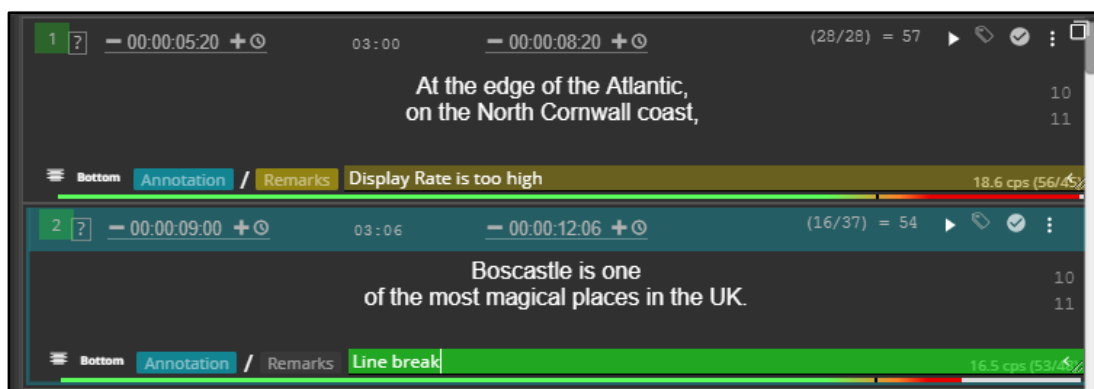 1 ? − 00:00:05:20 + 03:00 − 00:00:08:20 + (28/28) = 57
At the edge of the Atlantic,
on the North Cornwall coast,
10
11
Bottom Annotation / Remarks Display Rate is too high 18.6 cps (56/45)
2 ? − 00:00:09:00 + 03:06 − 00:00:12:06 + (16/37) = 54
Boscastle is one
of the most magical places in the UK.
10
11
Bottom Annotation / Remarks Line break 16.5 cps